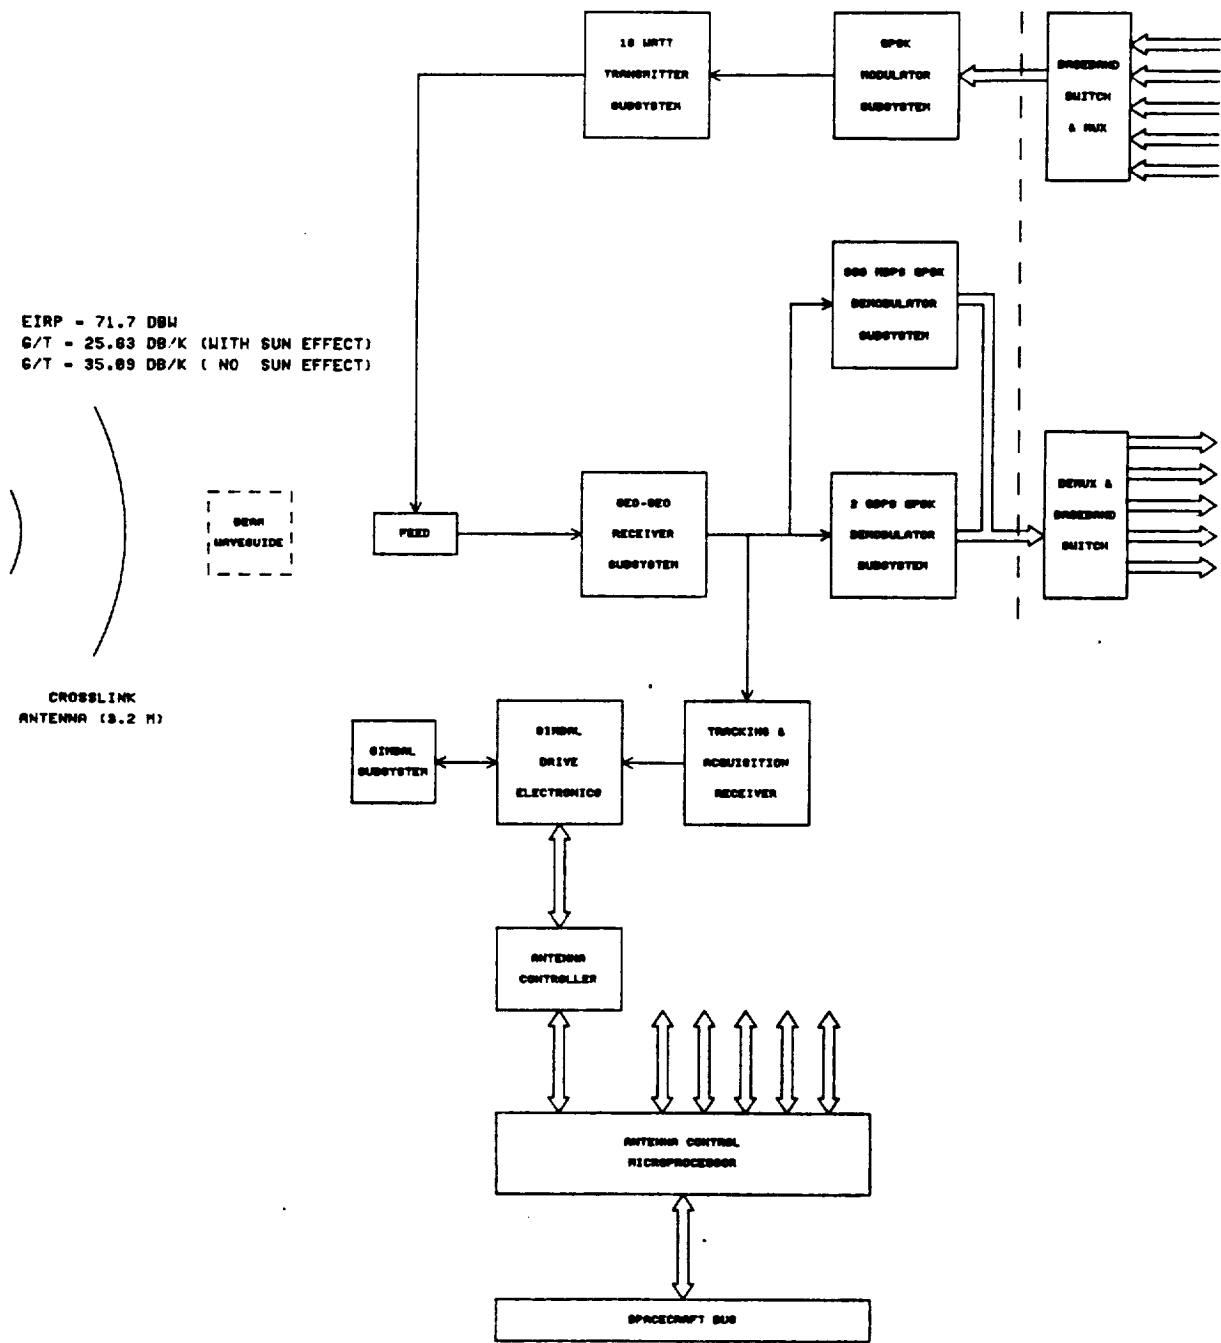 10 WATT
TRANSMITTER
SUBSYSTEM
QPSK
MODULATOR
SUBSYSTEM
BASEBAND
SWITCH
& MUX
MBPS QPSK
DEMODULATOR
SUBSYSTEM
EIRP - 71.7 DBW
G/T - 25.63 DB/K (WITH SUN EFFECT)
G/T - 35.09 DB/K ( NO SUN EFFECT)
BEAM
WAVEGUIDE
FEED
GEO-GEO
RECEIVER
SUBSYSTEM
2 GBPS QPSK
DEMODULATOR
SUBSYSTEM
DEMUX &
BASEBAND
SWITCH
CROSSLINK
ANTENNA (3.2 M)
GIMBAL
SUBSYSTEM
GIMBAL
DRIVE
ELECTRONICS
TRACKING &
ACQUISITION
RECEIVER
ANTENNA
CONTROLLER
ANTENNA CONTROL
MICROPROCESSOR
SPACECRAFT BUS